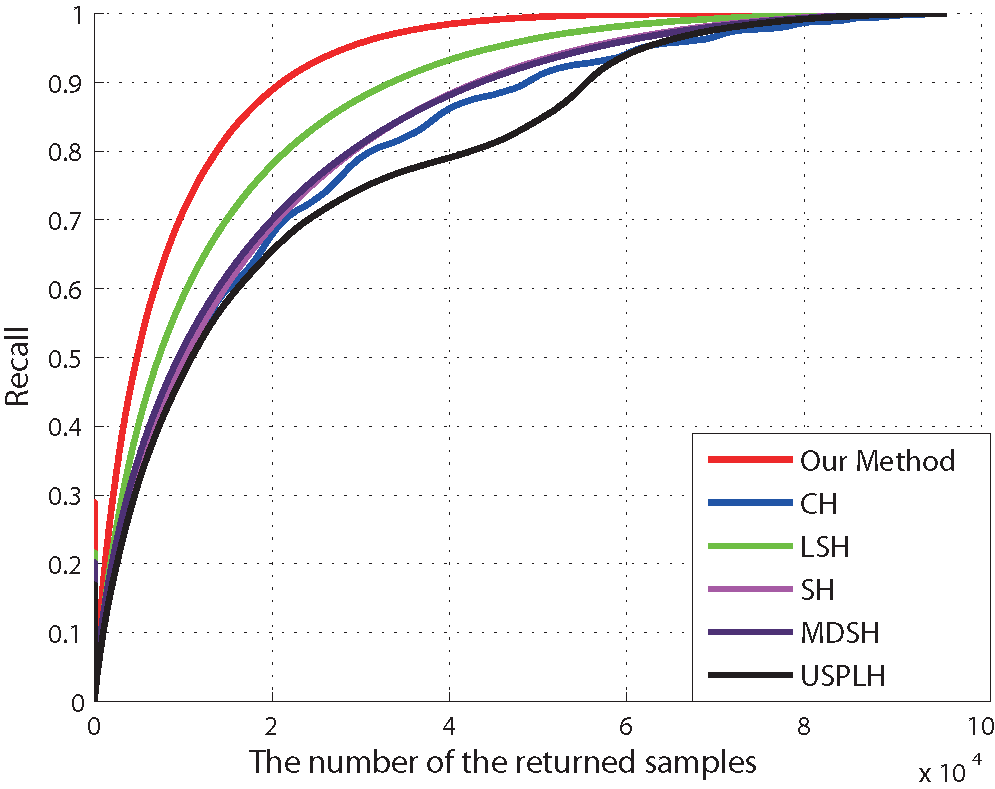 1
0.9
0.8
0.7
0.6
0.5
0.4
0.3
0.2
0.1
0
Recall
0 2 4 6 8 10
The number of the returned samples
x 10 4
Our Method
CH
LSH
SH
MDSH
USPLH